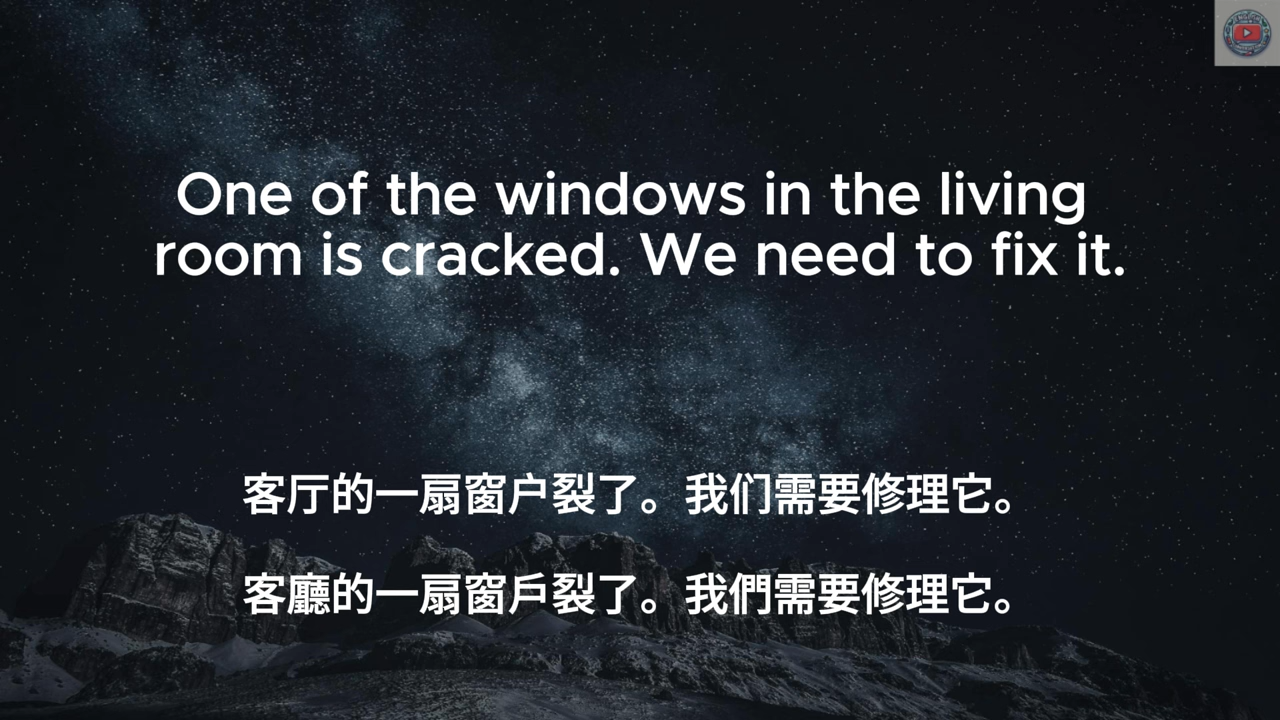 One of the windows in the living
room is cracked. We need to fix it.
客厅的一扇窗户裂了。我们需要修理它。
客廳的一扇窗戶裂了。我們需要修理它。